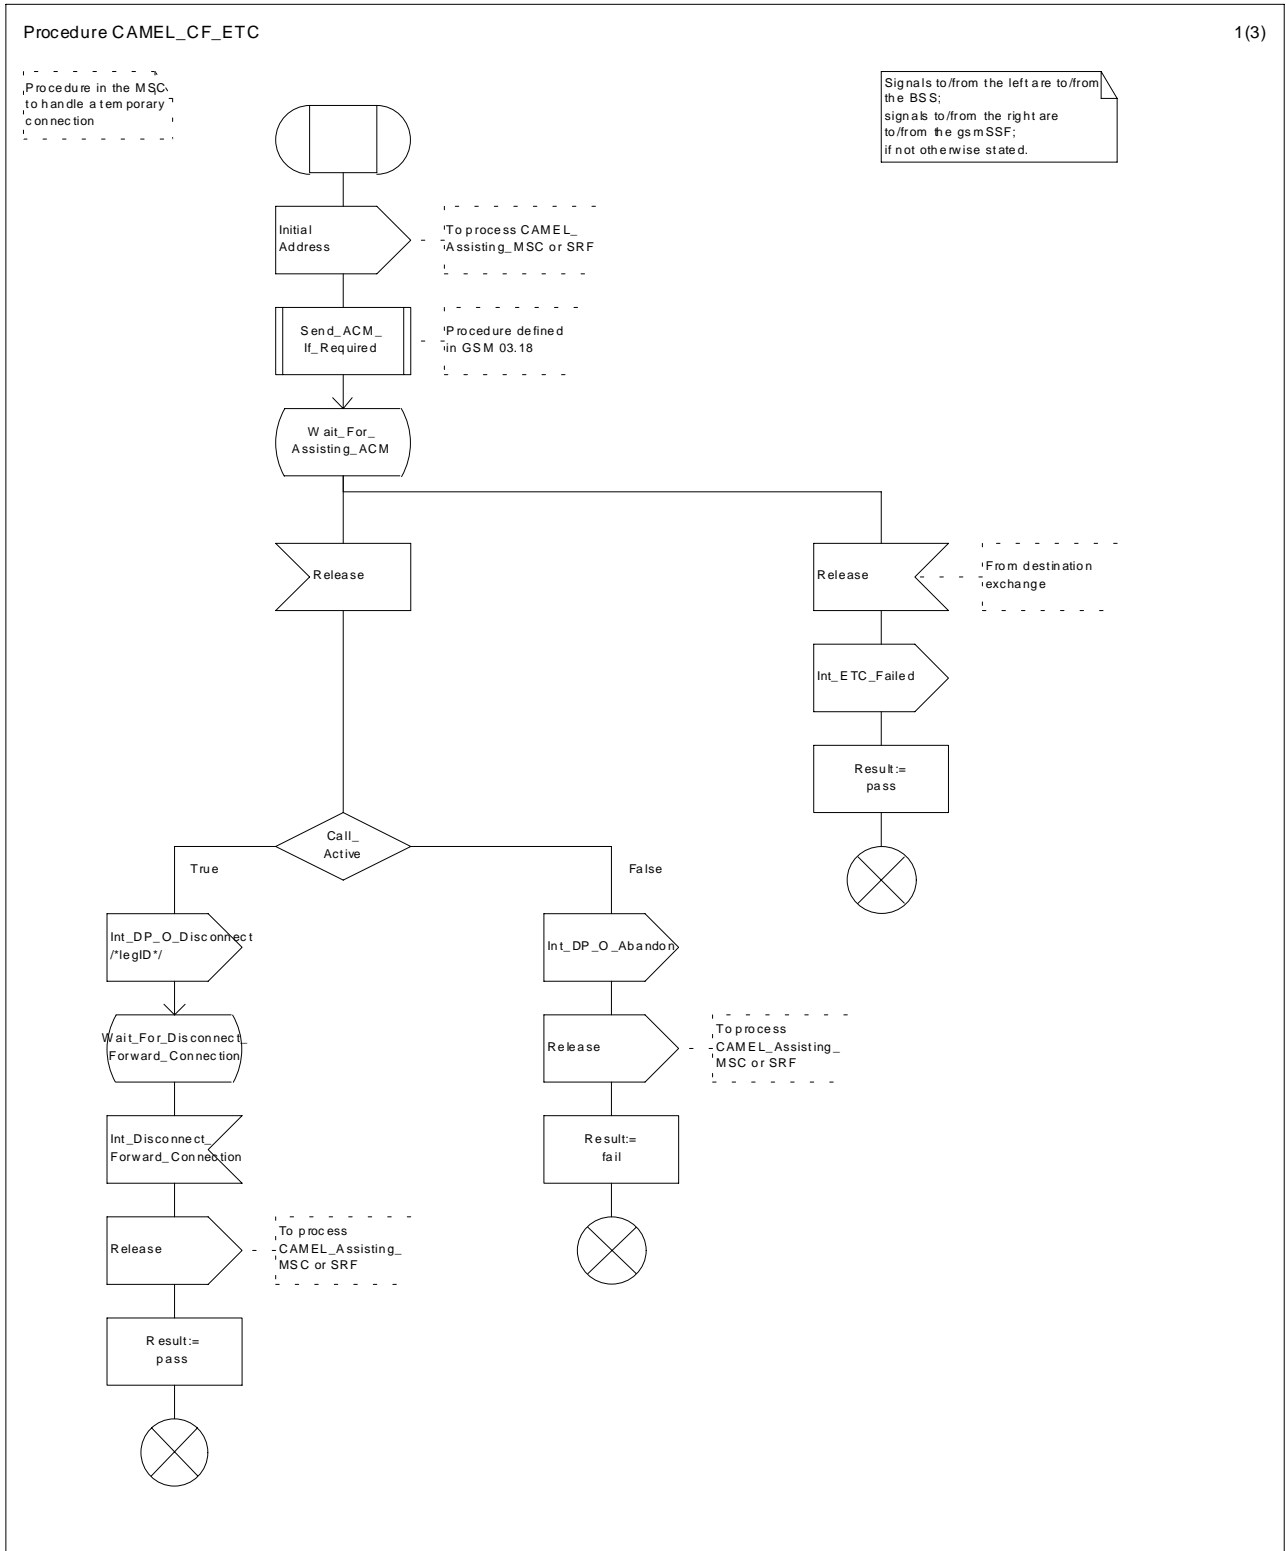 Procedure CAMEL_CF_ETC
1(3)
Procedure in the MSC
to handle a temporary
connection
Signals to/from the left are to/from
the BSS;
signals to/from the right are
to/from the gsmSSF;
if not otherwise stated.
Initial
Address
To process CAMEL_
Assisting_MSC or SRF
Send_ACM_
If_Required
Procedure defined
in GSM 03.18
Wait_For_
Assisting_ACM
Release
Release
From destination
exchange
Int_ETC_Failed
Result:=
pass
Call_
Active
True
False
Int_DP_O_Disconnect
/*legID*/
Int_DP_O_Abandon
Wait_For_Disconnect_
Forward_Connection
Release
To process
CAMEL_Assisting_
MSC or SRF
Int_Disconnect_
Forward_Connection
Result:=
fail
Release
To process
CAMEL_Assisting_
MSC or SRF
Result:=
pass